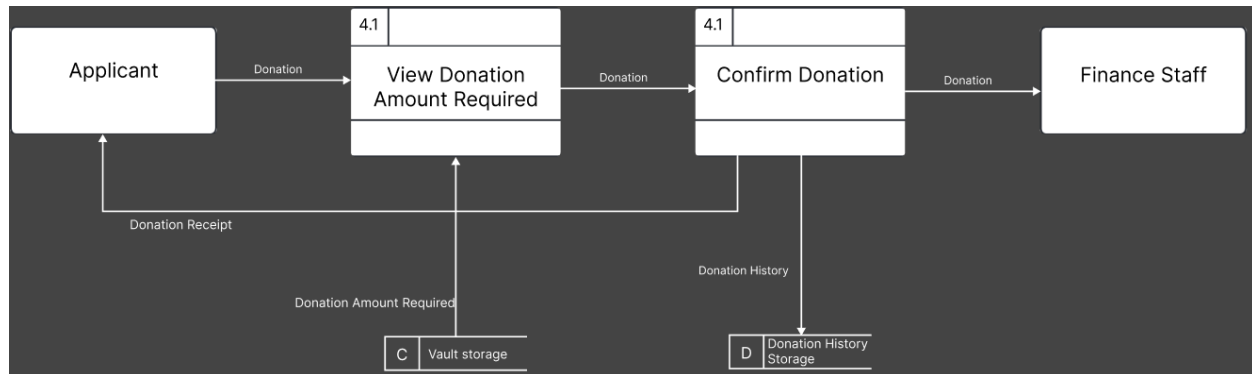 4.1
4.1
Applicant
Donation
View Donation
Amount Required
Donation
Confirm Donation
Donation
Finance Staff
Donation Receipt
Donation History
Donation Amount Required
C
Vault storage
D
Donation History
Storage